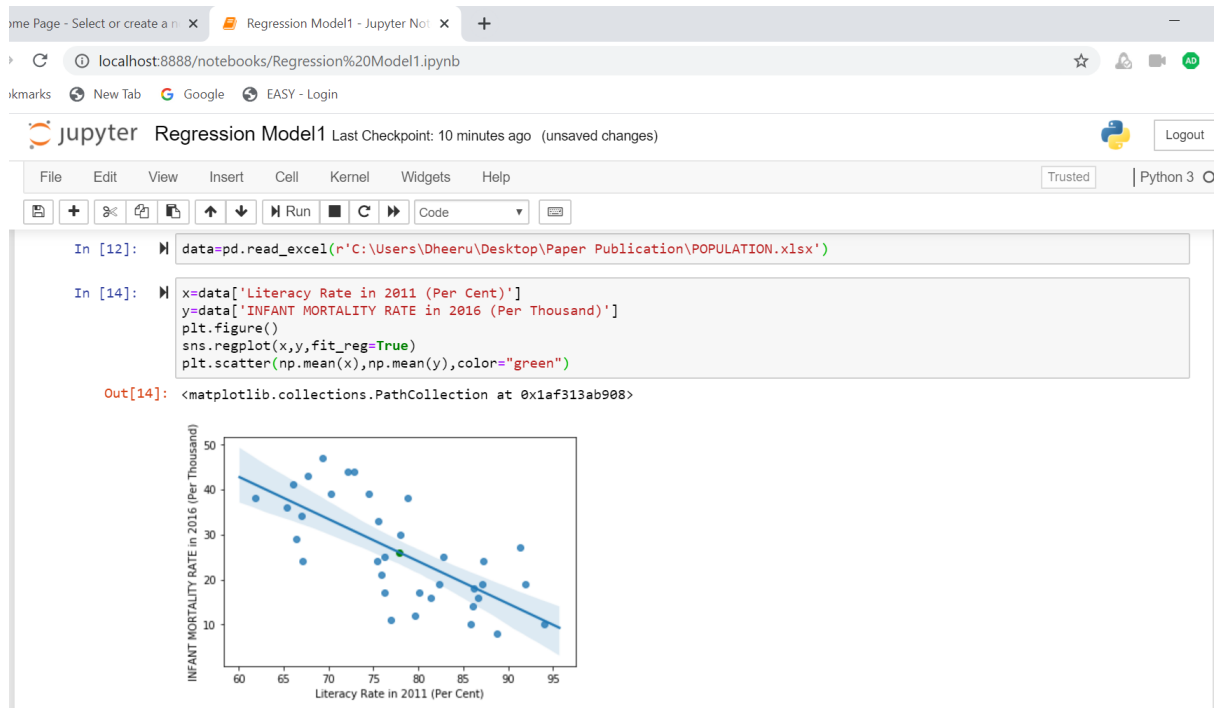 ome Page - Select or create a n
Regression Model1 - Jupyter Not
localhost:8888/notebooks/Regression%20Model1.ipynb
AD
okmarks New Tab Google EASY - Login
jupyter Regression Model1 Last Checkpoint: 10 minutes ago (unsaved changes)
Logout
File Edit View Insert Cell Kernel Widgets Help
Trusted
Python 3
Run
Code
In [12]: data=pd.read_excel(r'C:\Users\Dheeru\Desktop\Paper Publication\POPULATION.xlsx')
In [14]: x=data['Literacy Rate in 2011 (Per Cent)']
y=data['INFANT MORTALITY RATE in 2016 (Per Thousand)']
plt.figure()
sns.regplot(x,y,fit_reg=True)
plt.scatter(np.mean(x),np.mean(y),color="green")
Out[14]: <matplotlib.collections.PathCollection at 0x1af313ab908>
INFANT MORTALITY RATE in 2016 (Per Thousand)
50
40
30
20
10
60 65 70 75 80 85 90 95
Literacy Rate in 2011 (Per Cent)